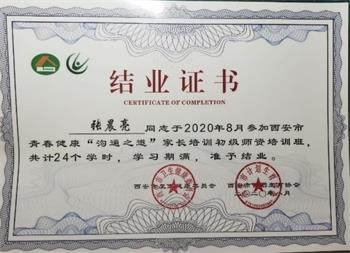 结业证书
CERTIFICATE OF COMPLETION
张晨亮 同志于2020年8月参加西安市
青春健康“沟通之道”家长培训初级师资培训班,
共计24个学时,学习期满,准予结业。